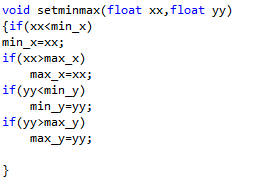 void setminmax(float xx,float yy)
{if(xx<min_x)
min_x=xx;
if(xx>max_x)
    max_x=xx;
if(yy<min_y)
    min_y=yy;
if(yy>max_y)
    max_y=yy;

}